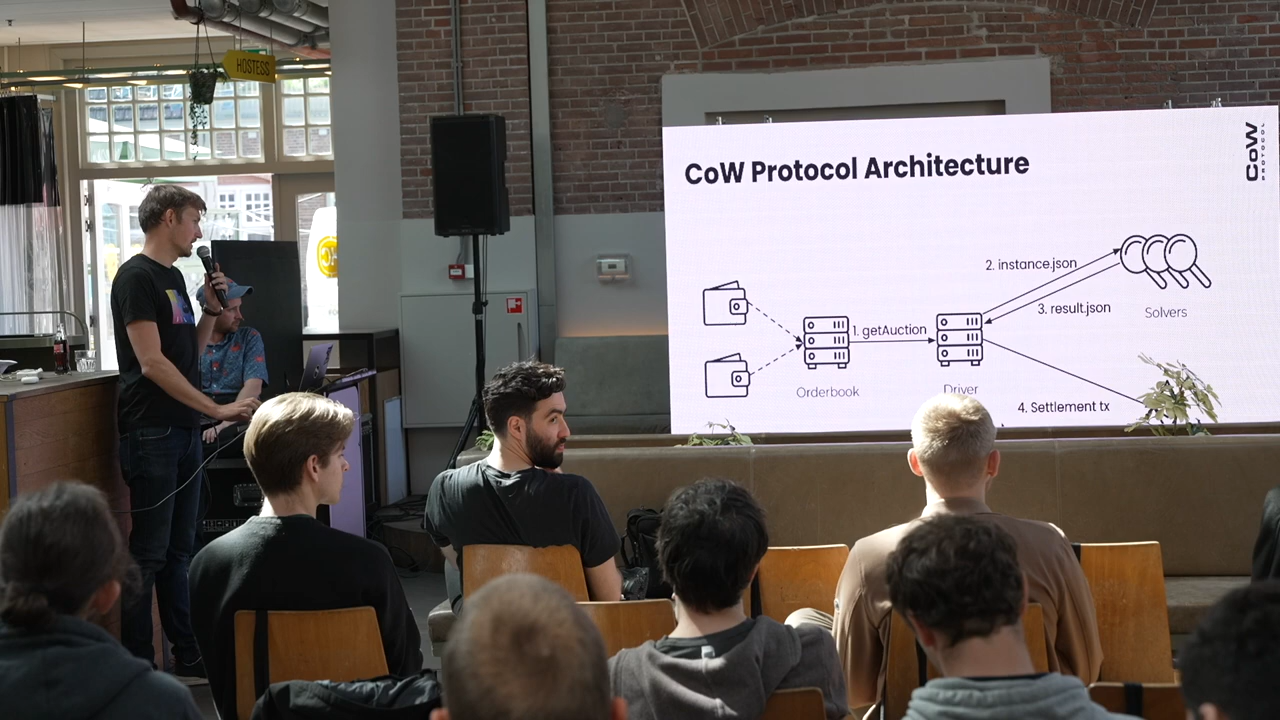 HOSTESS
CoW Protocol Architecture
CoW
PROTOCOL
2. instance.json
3. result.json
Solvers
1. getAuction
Orderbook
Driver
4. Settlement tx